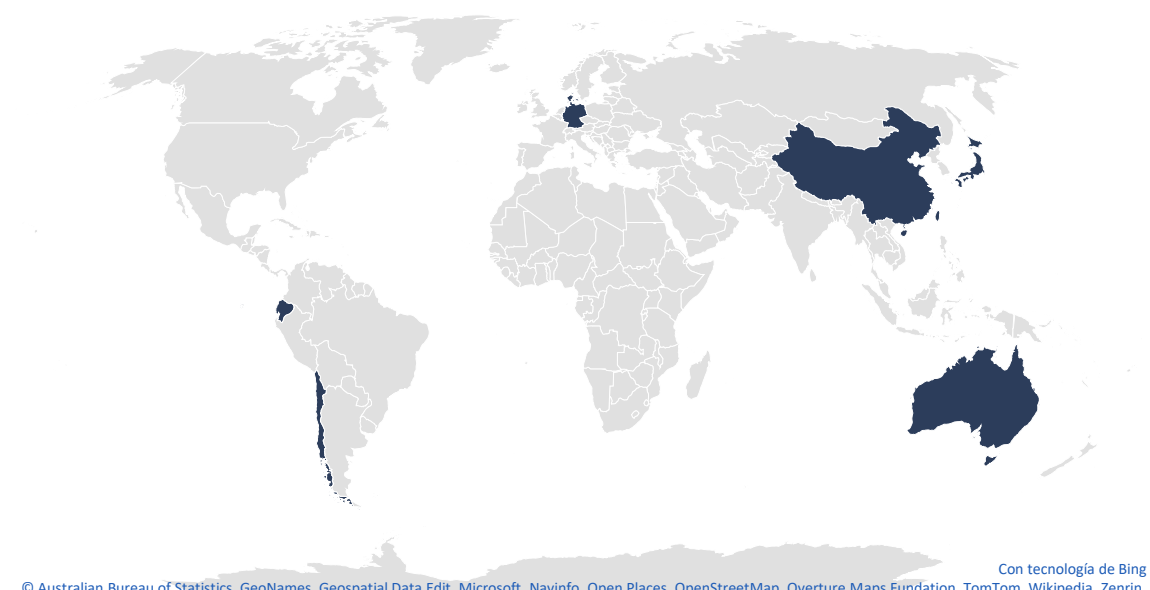 Con tecnología de Bing
© Australian Bureau of Statistics, GeoNames, Geospatial Data Edit, Microsoft, Navinfo, Open Places, OpenStreetMap, Overture Maps Fundation, TomTom, Wikipedia, Zenrin